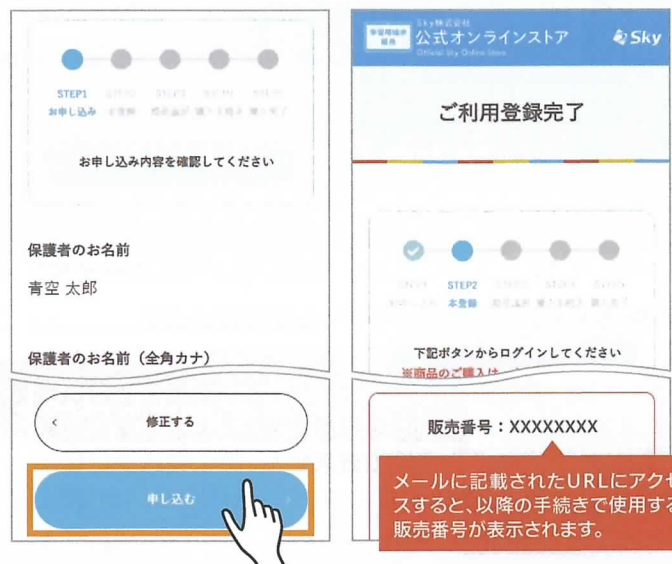 STEP1
お申し込み
お申し込み内容を確認してください
保護者のお名前
青空 太郎
保護者のお名前（全角カナ）
修正する
申し込む
Sky株式会社
公式オンラインストア
Official Sky Online Store
Sky
ご利用登録完了
STEP2
本登録
下記ボタンからログインしてください
※商品のご購入は
販売番号：XXXXXXXX
メールに記載されたURLにアクセ
スすると、以降の手続きで使用する
販売番号が表示されます。